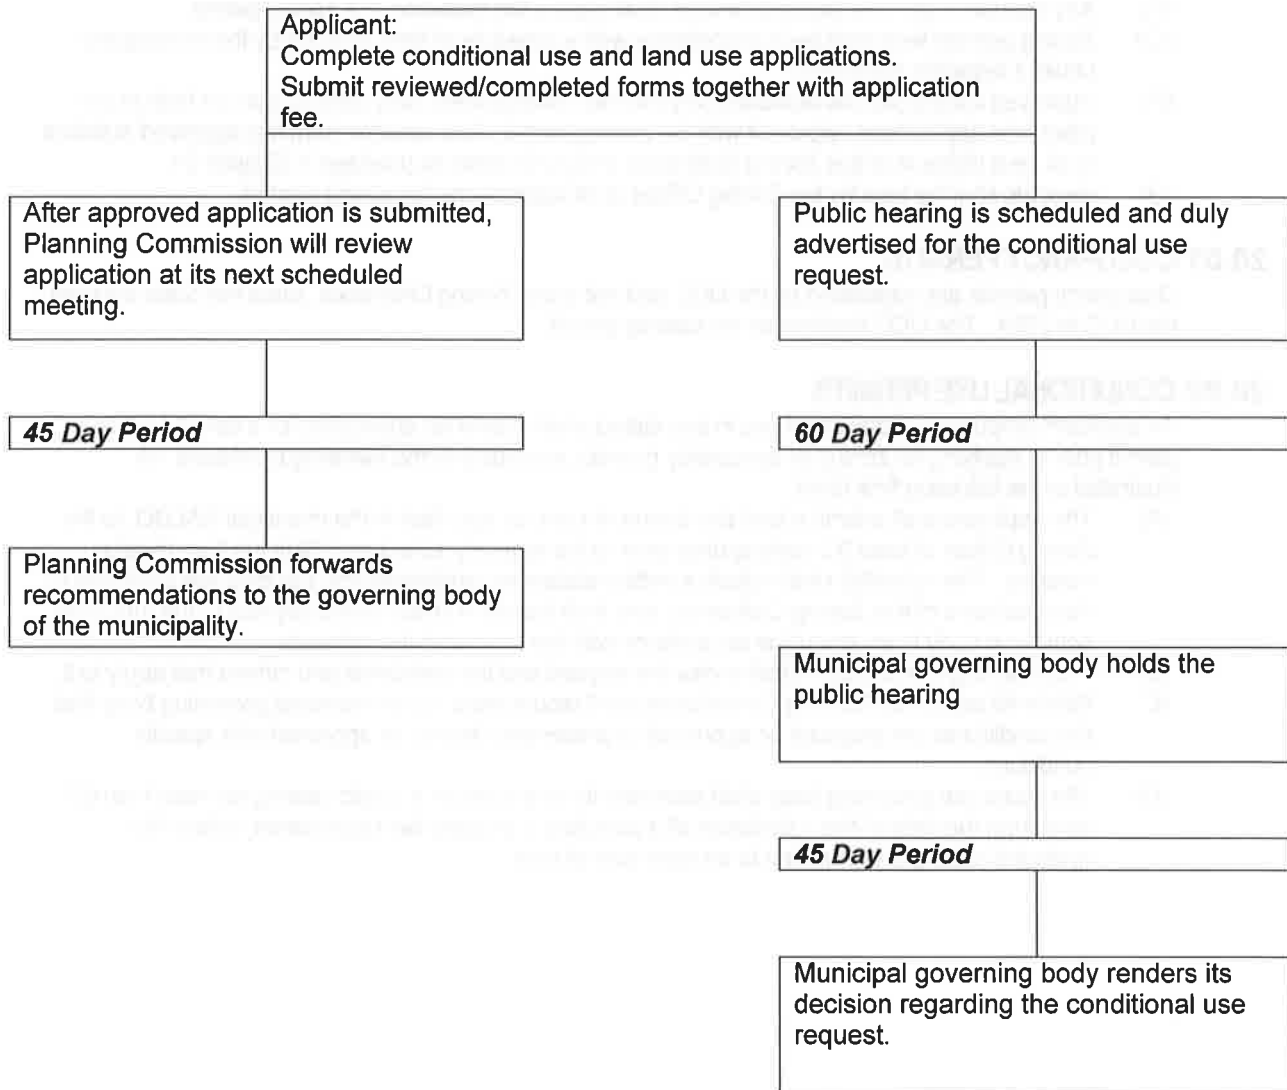 Applicant:
Complete conditional use and land use applications.
Submit reviewed/completed forms together with application
fee.
After approved application is submitted,
Planning Commission will review
application at its next scheduled
meeting.
Public hearing is scheduled and duly
advertised for the conditional use
request.
45 Day Period
60 Day Period
Planning Commission forwards
recommendations to the governing body
of the municipality.
Municipal governing body holds the
public hearing
45 Day Period
Municipal governing body renders its
decision regarding the conditional use
request.